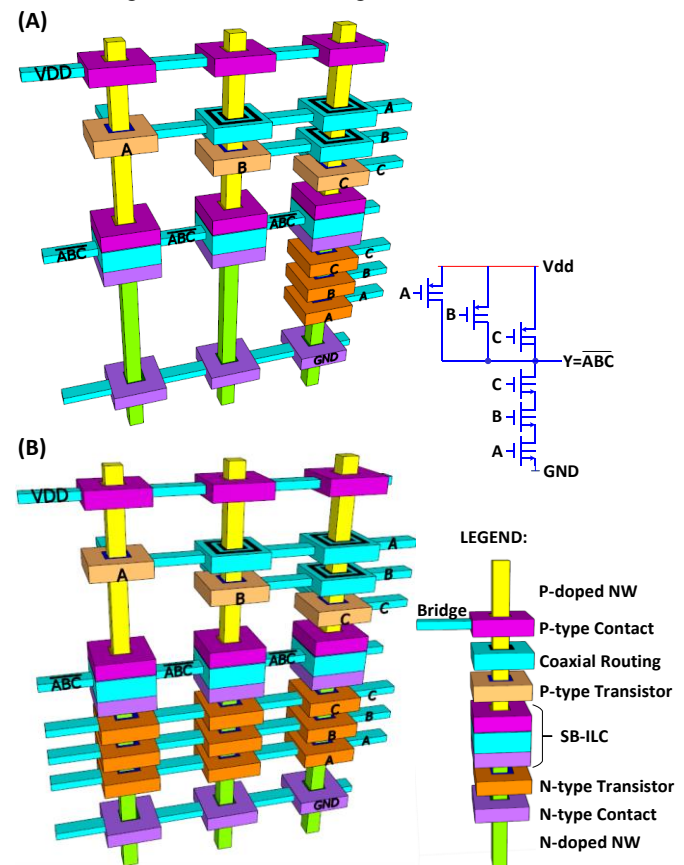 (A)
VDD
A
A
B
B
C
C
ABC
ABC
ABC
C
C
B
B
A
A
GND
Vdd
A
B
C
Y=ABC
C
B
A
GND
(B)
VDD
A
A
B
B
C
C
ABC
ABC
ABC
C
C
B
B
A
A
GND
LEGEND:
P-doped NW
Bridge
P-type Contact
Coaxial Routing
P-type Transistor
SB-ILC
N-type Transistor
N-type Contact
N-doped NW